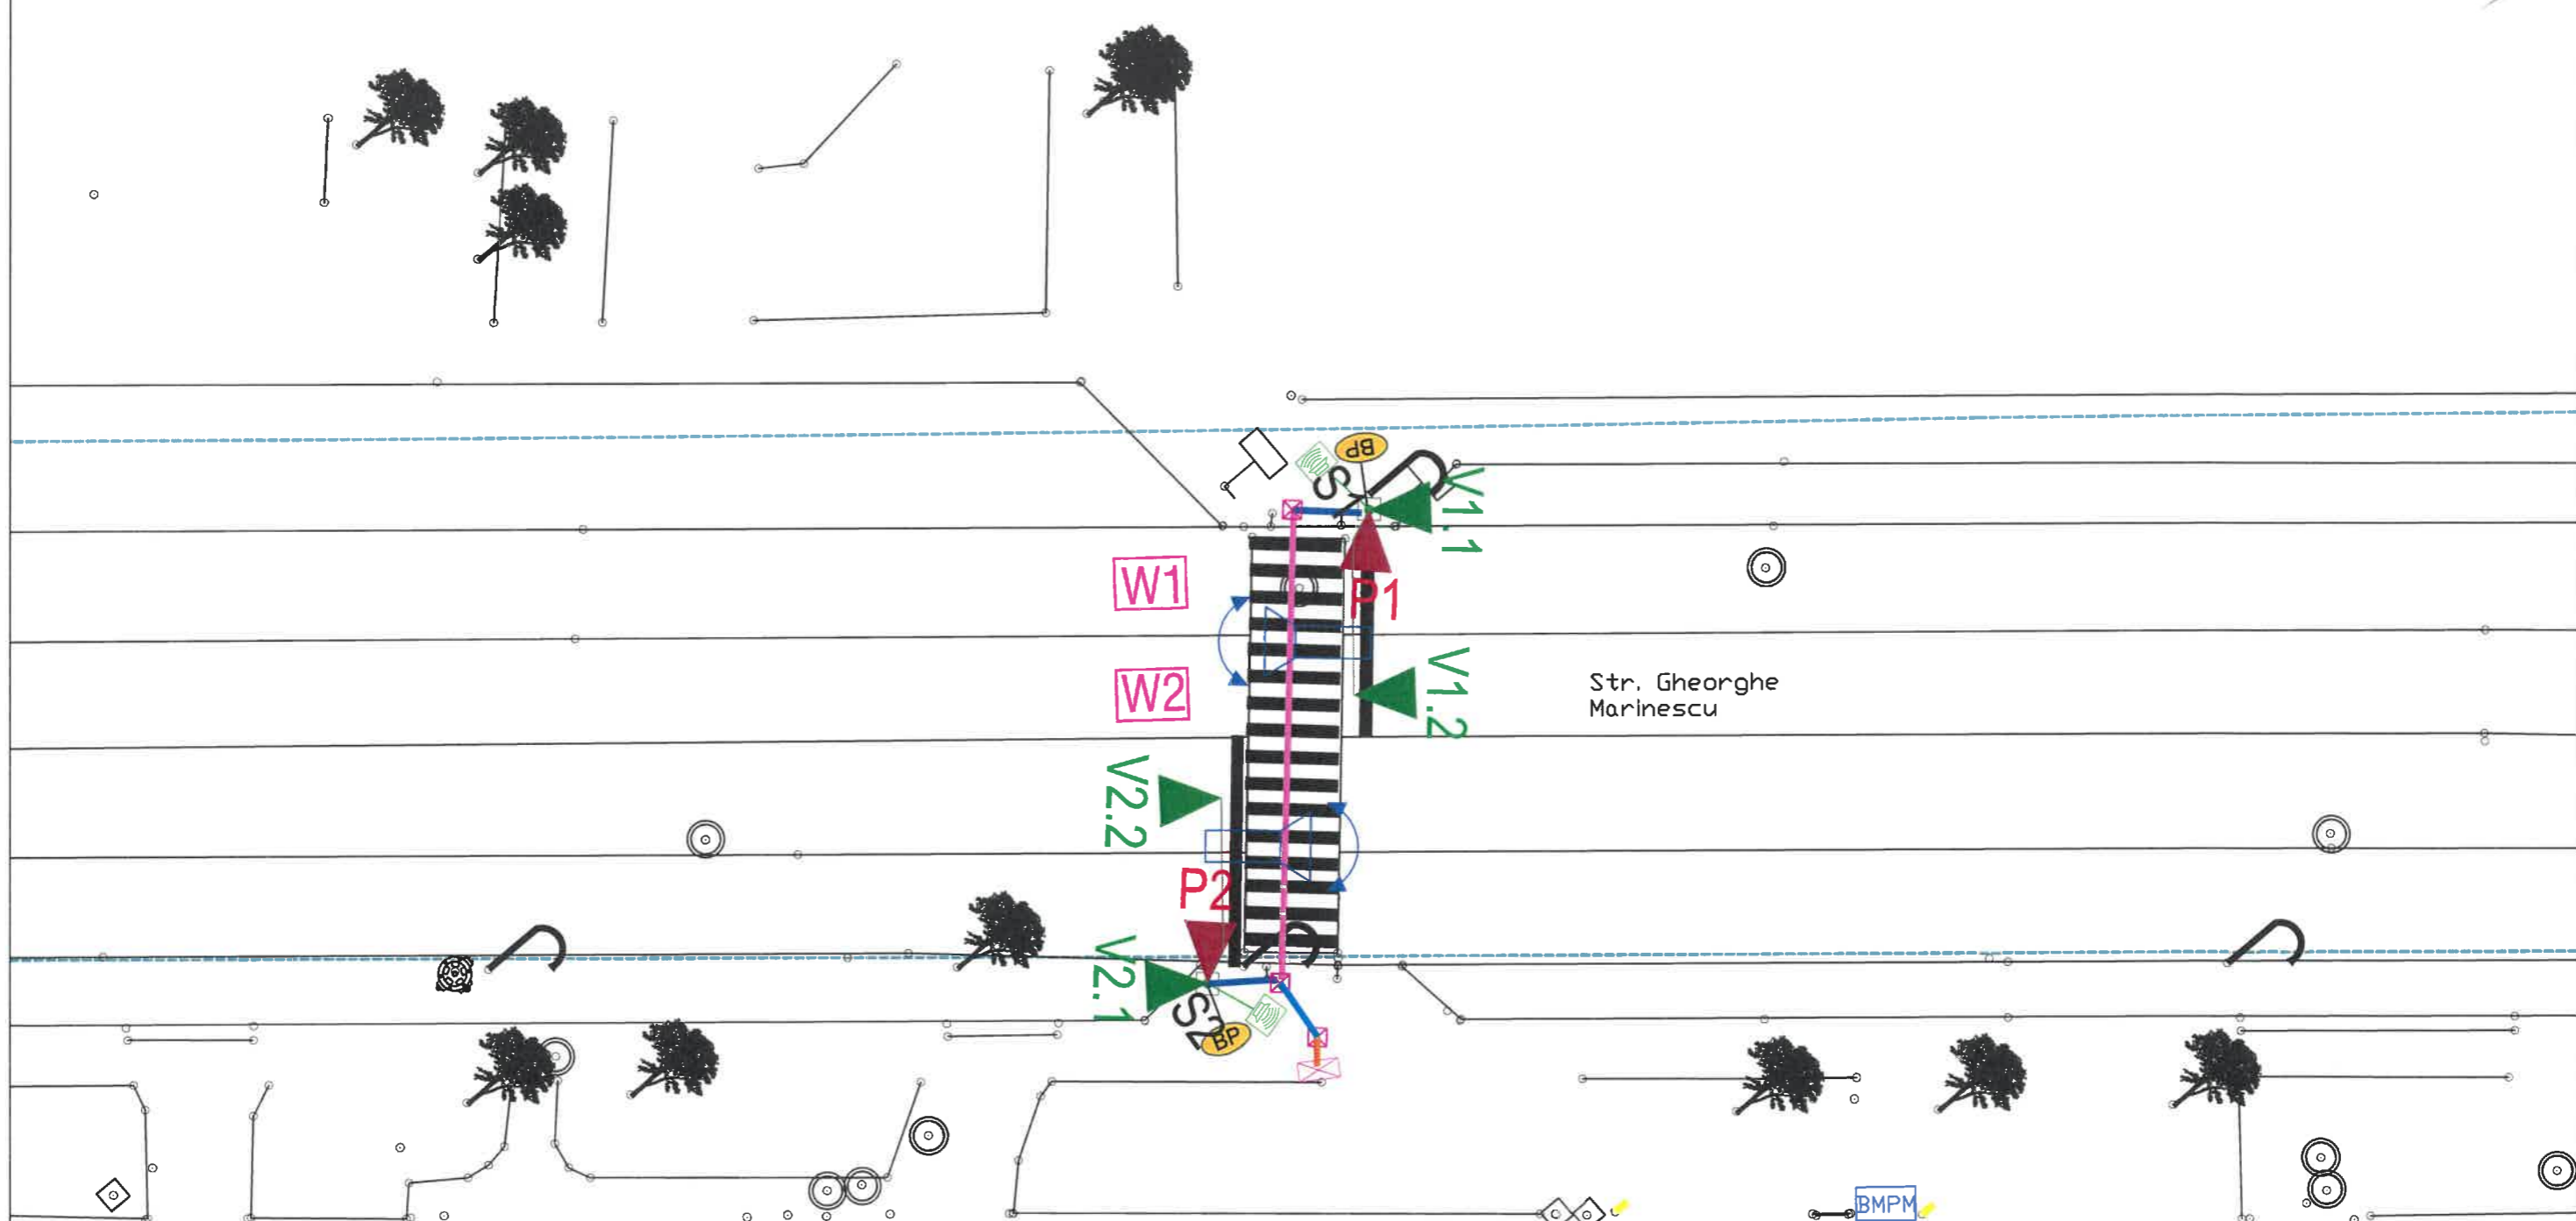 BP
S1
V1.1
W1
P1
W2
V1.2
Str. Gheorghe
Marinescu
V2.2
P2
V2.1
S2
BP
BMPM